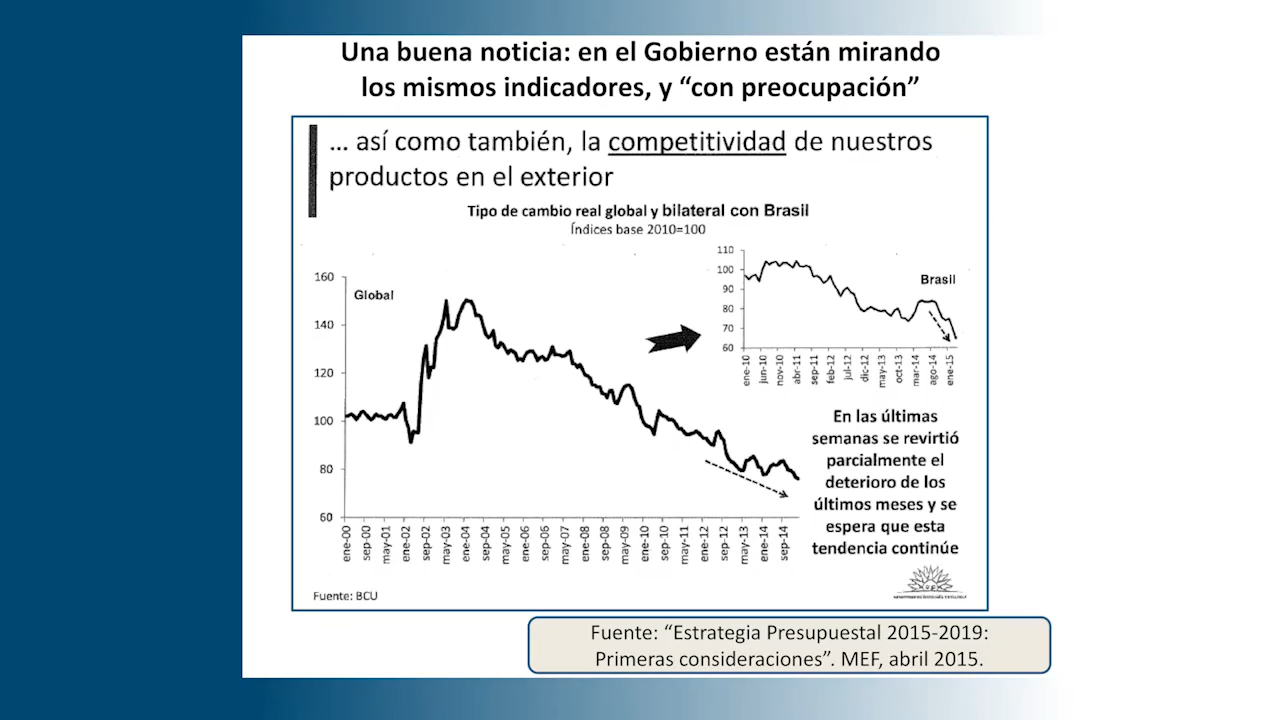 Una buena noticia: en el Gobierno están mirando
los mismos indicadores, y “con preocupación”
... así como también, la competitividad de nuestros
productos en el exterior
Tipo de cambio real global y bilateral con Brasil
Índices base 2010=100
Global
160
140
120
100
80
60
ene-00
sep-00
may-01
ene-02
sep-02
may-03
ene-04
sep-04
may-05
ene-06
sep-06
may-07
ene-08
sep-08
may-09
ene-10
sep-10
may-11
ene-12
sep-12
may-13
ene-14
sep-14
Brasil
110
100
90
80
70
60
ene-10
jun-10
nov-10
abr-11
sep-11
feb-12
jul-12
dic-12
may-13
oct-13
mar-14
ago-14
ene-15
En las últimas
semanas se revirtió
parcialmente el
deterioro de los
últimos meses y se
espera que esta
tendencia continúe
Fuente: BCU
Fuente: “Estrategia Presupuestal 2015-2019:
Primeras consideraciones”. MEF, abril 2015.